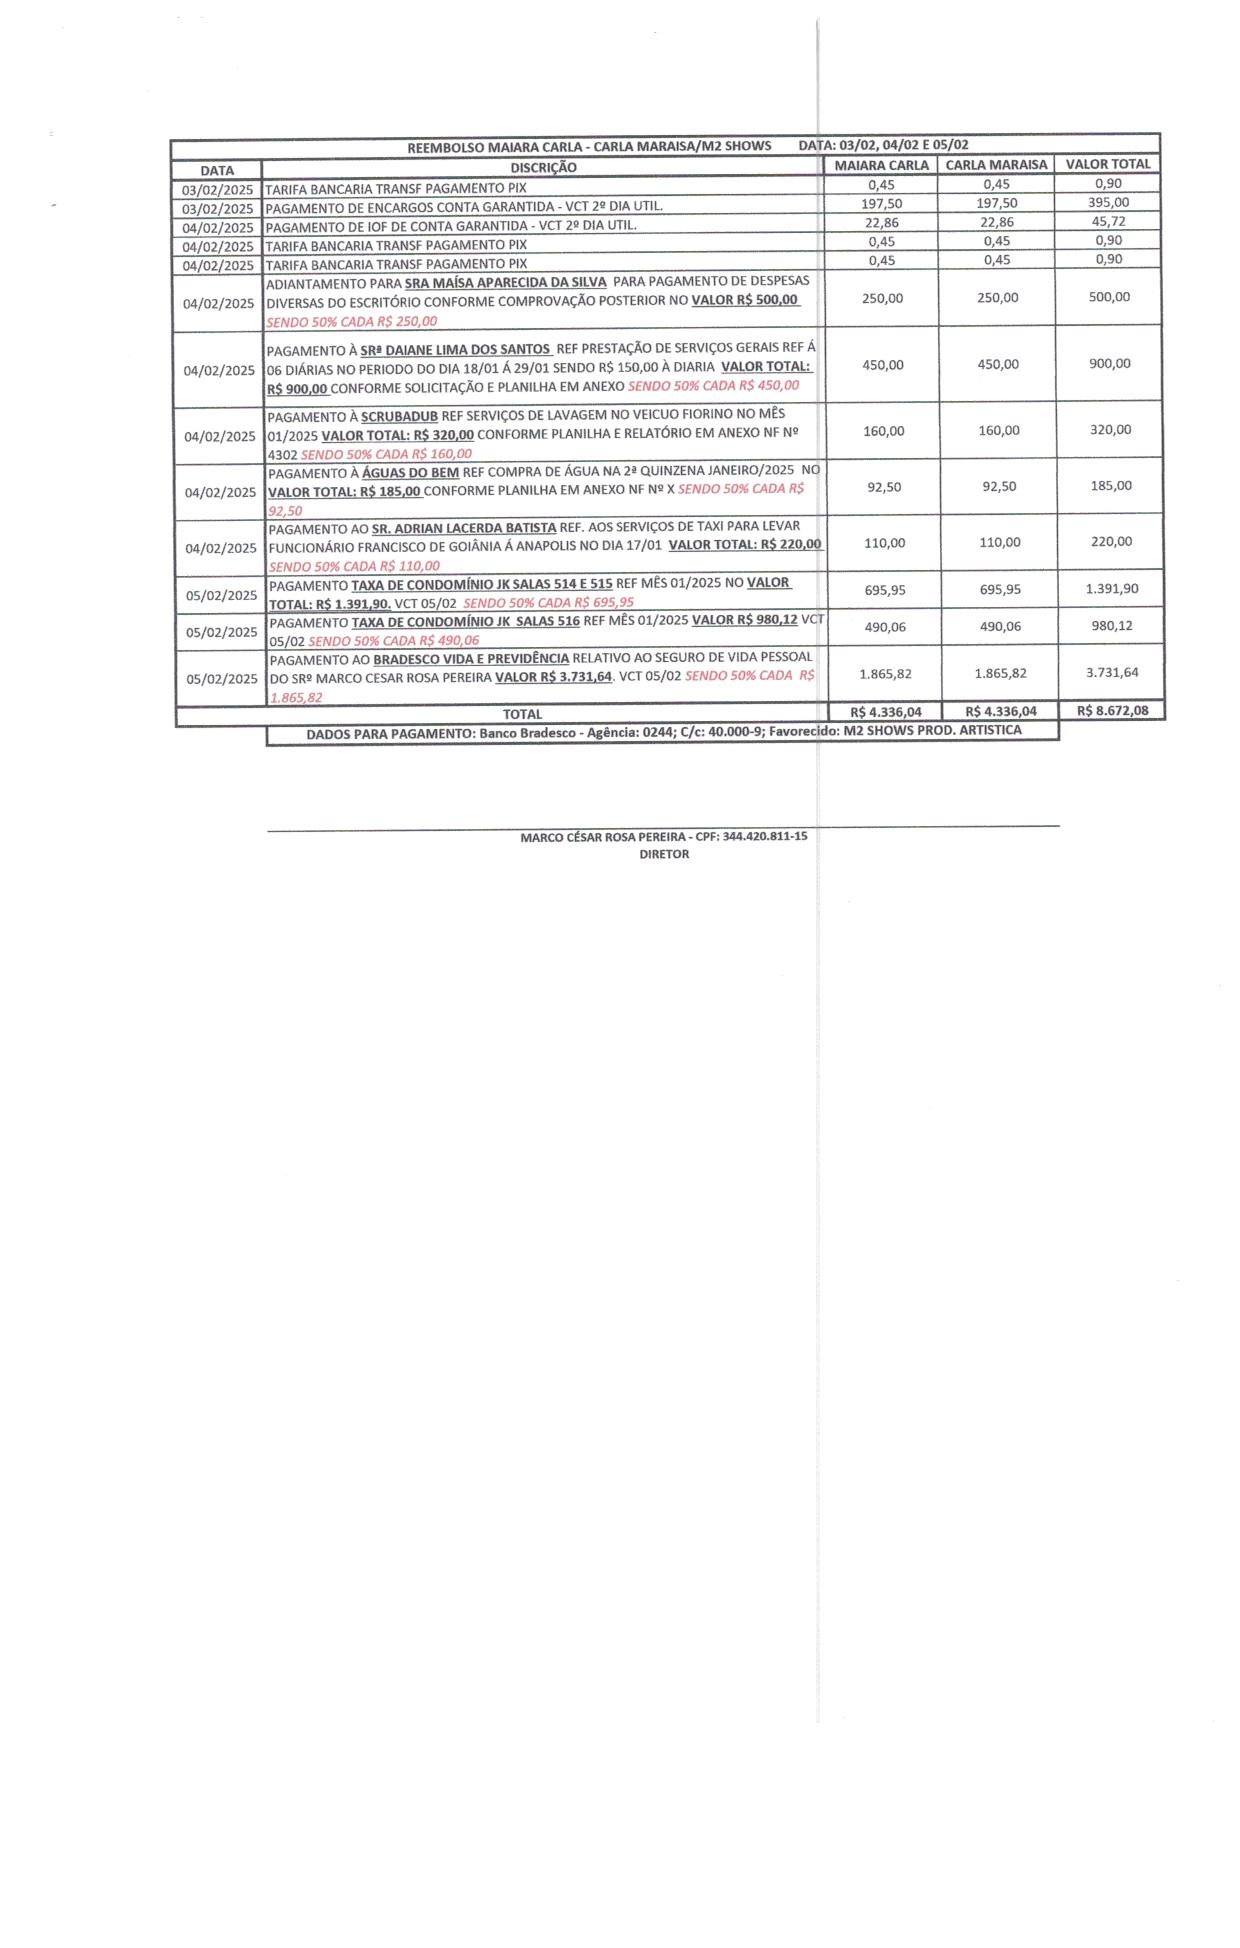 REEMBOLSO MAIARA CARLA - CARLA MARAISA/M2 SHOWS DATA: 03/02, 04/02 E 05/02
DATA DISCRIÇÃO MAIARA CARLA CARLA MARAISA VALOR TOTAL
03/02/2025 TARIFA BANCARIA TRANSF PAGAMENTO PIX 0,45 0,45 0,90
03/02/2025 PAGAMENTO DE ENCARGOS CONTA GARANTIDA - VCT 2º DIA UTIL. 197,50 197,50 395,00
04/02/2025 PAGAMENTO DE IOF DE CONTA GARANTIDA - VCT 2º DIA UTIL. 22,86 22,86 45,72
04/02/2025 TARIFA BANCARIA TRANSF PAGAMENTO PIX 0,45 0,45 0,90
04/02/2025 TARIFA BANCARIA TRANSF PAGAMENTO PIX 0,45 0,45 0,90
ADIANTAMENTO PARA SRA MAÍSA APARECIDA DA SILVA PARA PAGAMENTO DE DESPESAS
04/02/2025 DIVERSAS DO ESCRITÓRIO CONFORME COMPROVAÇÃO POSTERIOR NO VALOR R$ 500,00 250,00 250,00 500,00
SENDO 50% CADA R$ 250,00
PAGAMENTO À SRª DAIANE LIMA DOS SANTOS REF PRESTAÇÃO DE SERVIÇOS GERAIS REF Á
04/02/2025 06 DIÁRIAS NO PERIODO DO DIA 18/01 Á 29/01 SENDO R$ 150,00 À DIARIA VALOR TOTAL: 450,00 450,00 900,00
R$ 900,00 CONFORME SOLICITAÇÃO E PLANILHA EM ANEXO SENDO 50% CADA R$ 450,00
PAGAMENTO À SCRUBADUB REF SERVIÇOS DE LAVAGEM NO VEICUO FIORINO NO MÊS
04/02/2025 01/2025 VALOR TOTAL: R$ 320,00 CONFORME PLANILHA E RELATÓRIO EM ANEXO NF Nº 160,00 160,00 320,00
4302 SENDO 50% CADA R$ 160,00
PAGAMENTO À ÁGUAS DO BEM REF COMPRA DE ÁGUA NA 2ª QUINZENA JANEIRO/2025 NO
04/02/2025 VALOR TOTAL: R$ 185,00 CONFORME PLANILHA EM ANEXO NF Nº X SENDO 50% CADA R$ 92,50 92,50 185,00
92,50
PAGAMENTO AO SR. ADRIAN LACERDA BATISTA REF. AOS SERVIÇOS DE TAXI PARA LEVAR
04/02/2025 FUNCIONÁRIO FRANCISCO DE GOIÂNIA Á ANAPOLIS NO DIA 17/01 VALOR TOTAL: R$ 220,00 110,00 110,00 220,00
SENDO 50% CADA R$ 110,00
PAGAMENTO TAXA DE CONDOMÍNIO JK SALAS 514 E 515 REF MÊS 01/2025 NO VALOR
05/02/2025 TOTAL: R$ 1.391,90. VCT 05/02 SENDO 50% CADA R$ 695,95 695,95 695,95 1.391,90
PAGAMENTO TAXA DE CONDOMÍNIO JK SALAS 516 REF MÊS 01/2025 VALOR R$ 980,12 VCT
05/02/2025 05/02 SENDO 50% CADA R$ 490,06 490,06 490,06 980,12
PAGAMENTO AO BRADESCO VIDA E PREVIDÊNCIA RELATIVO AO SEGURO DE VIDA PESSOAL
05/02/2025 DO SRº MARCO CESAR ROSA PEREIRA VALOR R$ 3.731,64. VCT 05/02 SENDO 50% CADA R$ 1.865,82 1.865,82 3.731,64
1.865,82
TOTAL R$ 4.336,04 R$ 4.336,04 R$ 8.672,08
DADOS PARA PAGAMENTO: Banco Bradesco - Agência: 0244; C/c: 40.000-9; Favorecido: M2 SHOWS PROD. ARTISTICA
MARCO CÉSAR ROSA PEREIRA - CPF: 344.420.811-15
DIRETOR